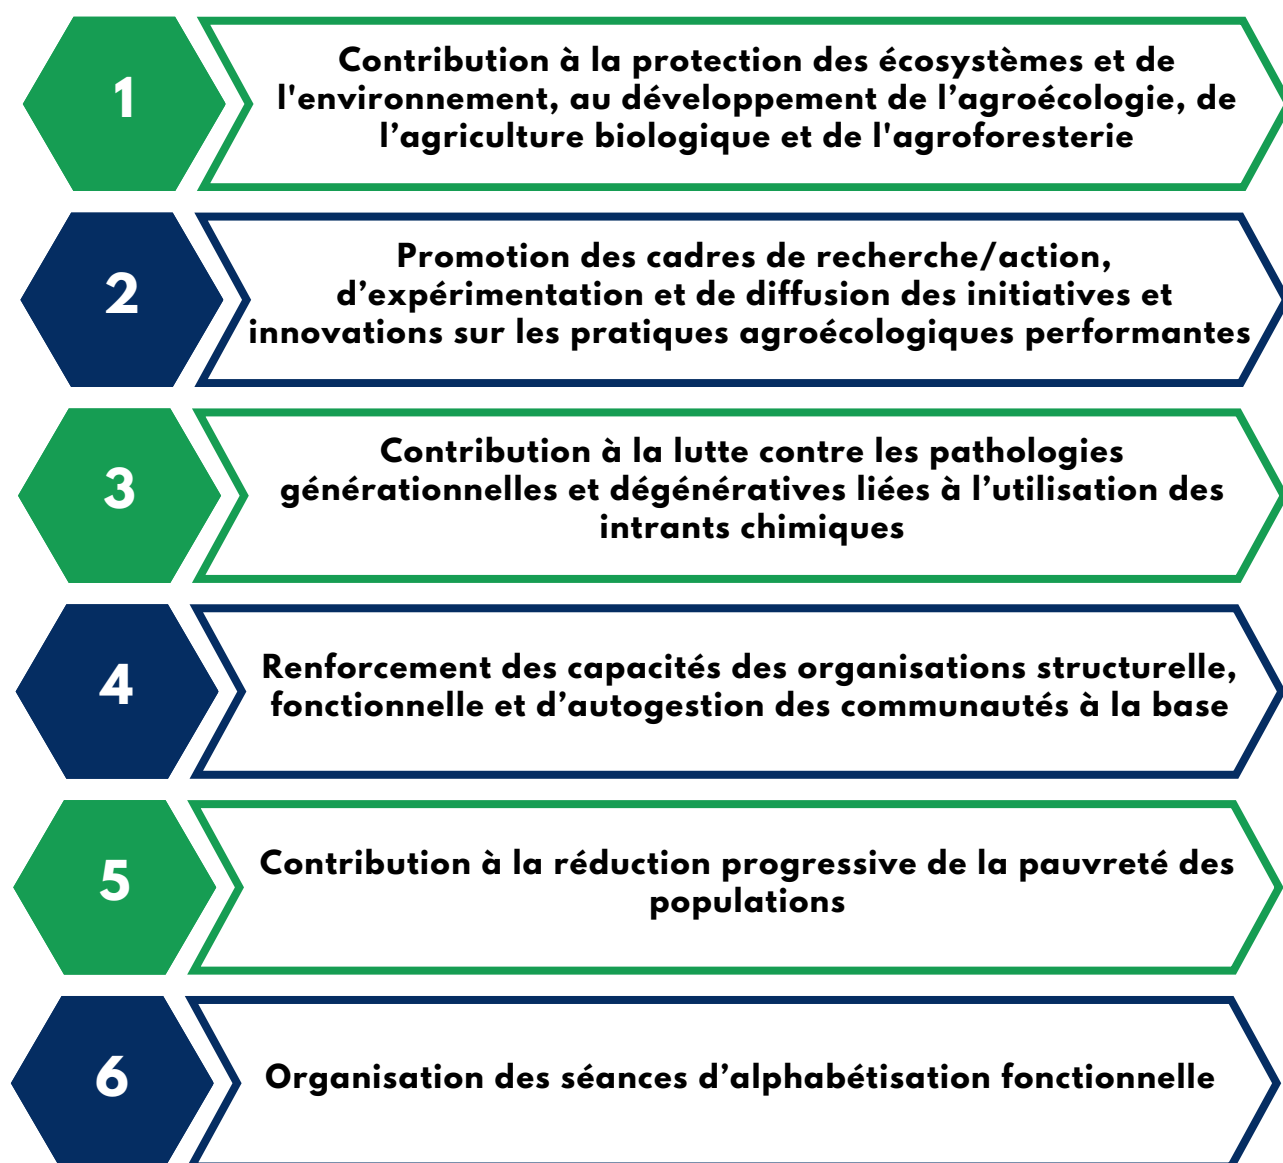 1
Contribution à la protection des écosystèmes et de
l'environnement, au développement de l’agroécologie, de
l’agriculture biologique et de l'agroforesterie
2
Promotion des cadres de recherche/action,
d’expérimentation et de diffusion des initiatives et
innovations sur les pratiques agroécologiques performantes
3
Contribution à la lutte contre les pathologies
générationnelles et dégénératives liées à l’utilisation des
intrants chimiques
4
Renforcement des capacités des organisations structurelle,
fonctionnelle et d’autogestion des communautés à la base
5
Contribution à la réduction progressive de la pauvreté des
populations
6
Organisation des séances d’alphabétisation fonctionnelle